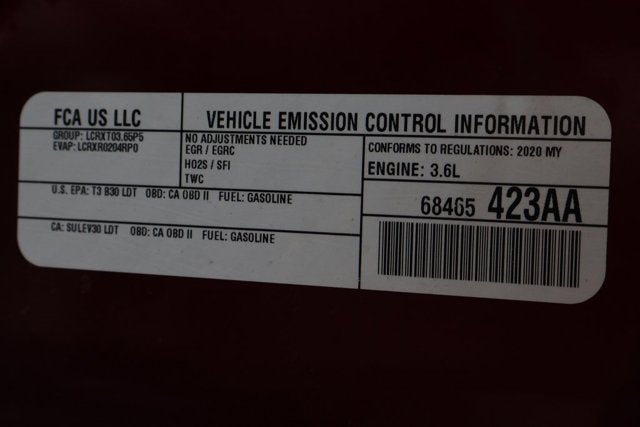 FCA US LLC
VEHICLE EMISSION CONTROL INFORMATION
GROUP: LCRXT03.65P5
EVAP: LCRXR0204RP0
NO ADJUSTMENTS NEEDED
EGR / EGRC
HO2S / SFI
TWC
CONFORMS TO REGULATIONS: 2020 MY
ENGINE: 3.6L
U.S. EPA: T3 B30 LDT OBD: CA OBD II FUEL: GASOLINE
68465 423AA
CA: SULEV30 LDT OBD: CA OBD II FUEL: GASOLINE